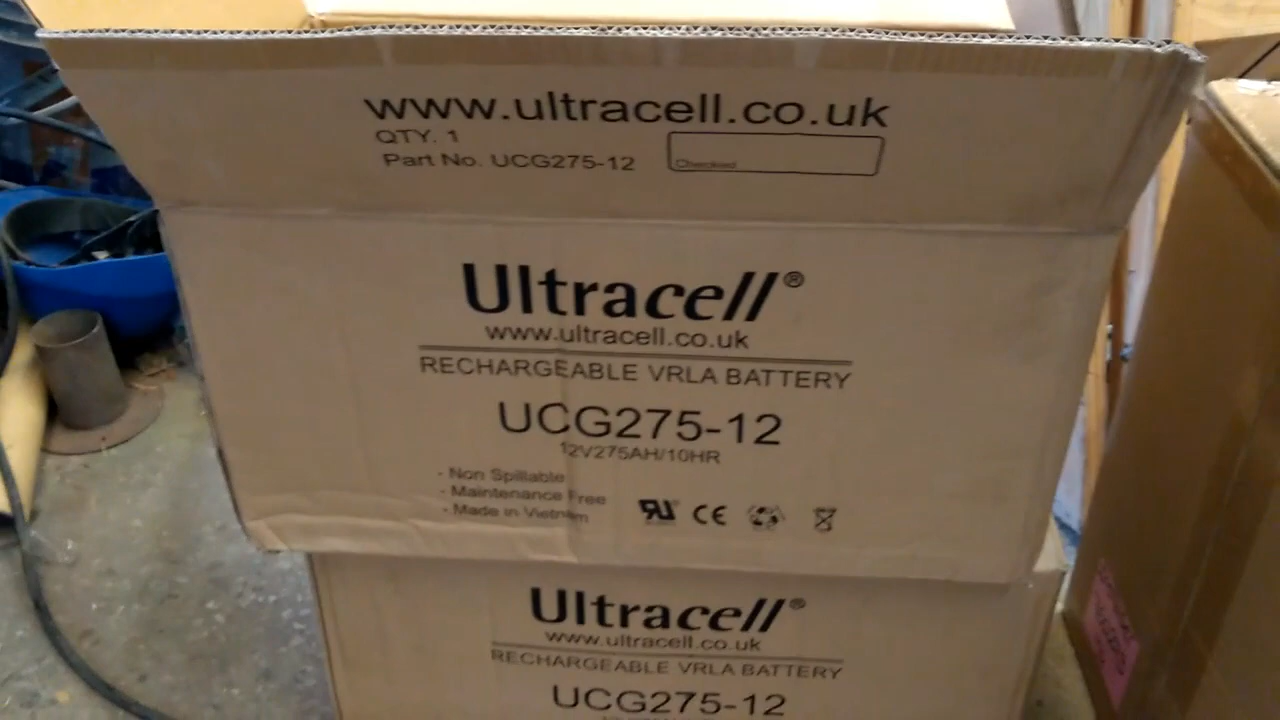 www.ultracell.co.uk
QTY. 1
Part No. UCG275-12
Checked
Ultracell®
www.ultracell.co.uk
RECHARGEABLE VRLA BATTERY
UCG275-12
12V275AH/10HR
- Non Spillable
- Maintenance Free
- Made in Vietnam
CE
Ultracell®
www.ultracell.co.uk
RECHARGEABLE VRLA BATTERY
UCG275-12